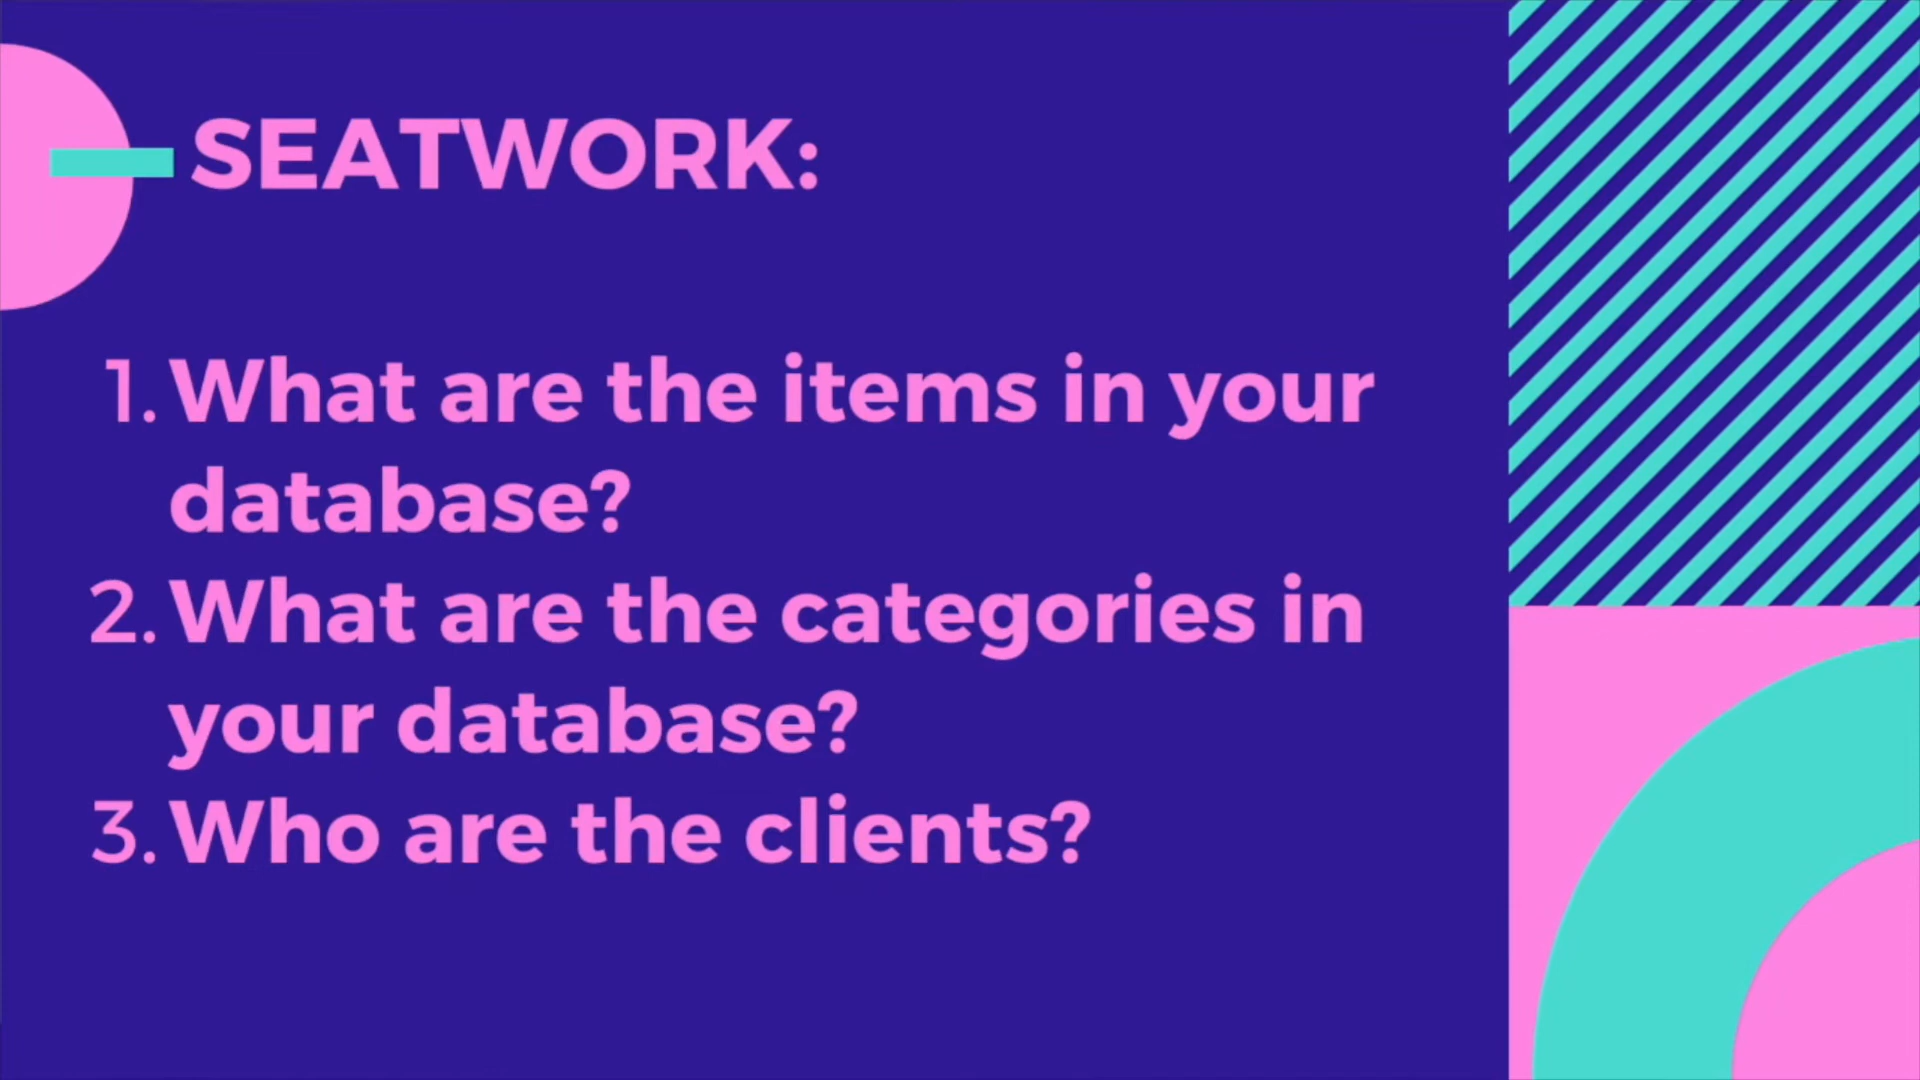 SEATWORK:
1. What are the items in your
database?
2. What are the categories in
your database?
3. Who are the clients?